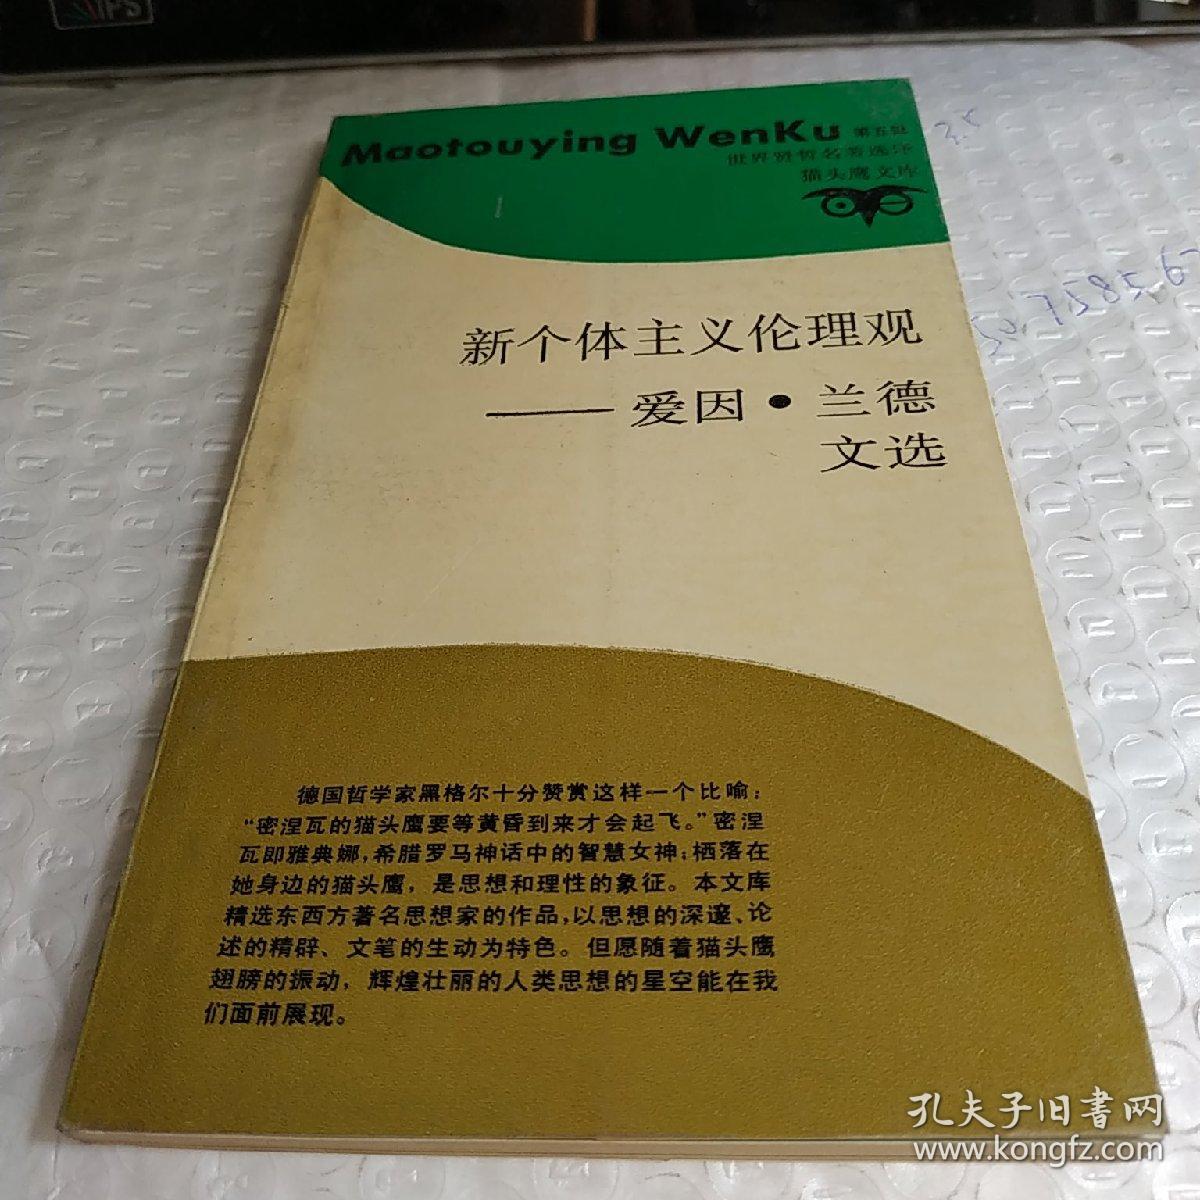 IPS
Maotouying WenKu 第五辑
世界贤哲名著选译
猫头鹰文库
新个体主义伦理观
——爱因·兰德
文选
德国哲学家黑格尔十分赞赏这样一个比喻：
“密涅瓦的猫头鹰要等黄昏到来才会起飞。”密涅
瓦即雅典娜，希腊罗马神话中的智慧女神；栖落在
她身边的猫头鹰，是思想和理性的象征。本文库
精选东西方著名思想家的作品，以思想的深邃、论
述的精辟、文笔的生动为特色。但愿随着猫头鹰
翅膀的振动，辉煌壮丽的人类思想的星空能在我
们面前展现。
孔夫子旧书网
www.kongfz.com